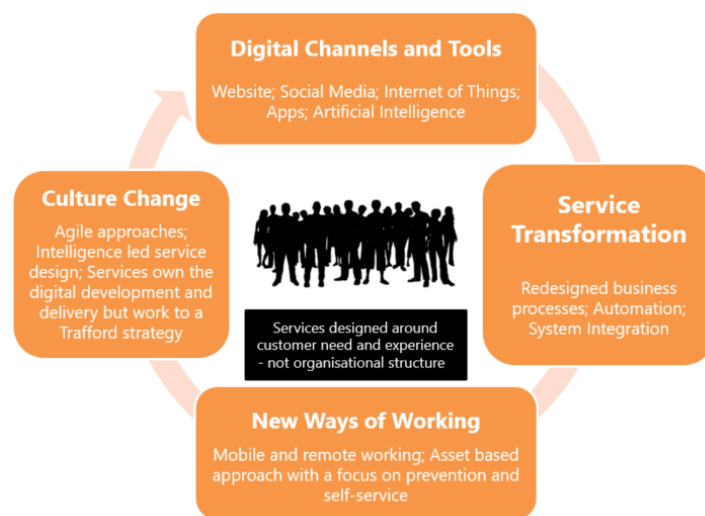 Digital Channels and Tools
Website; Social Media; Internet of Things;
Apps; Artificial Intelligence
Service
Transformation
Redesigned business
processes; Automation;
System Integration
New Ways of Working
Mobile and remote working; Asset based
approach with a focus on prevention and
self-service
Culture Change
Agile approaches;
Intelligence led service
design; Services own the
digital development and
delivery but work to a
Trafford strategy
Services designed around
customer need and experience
- not organisational structure